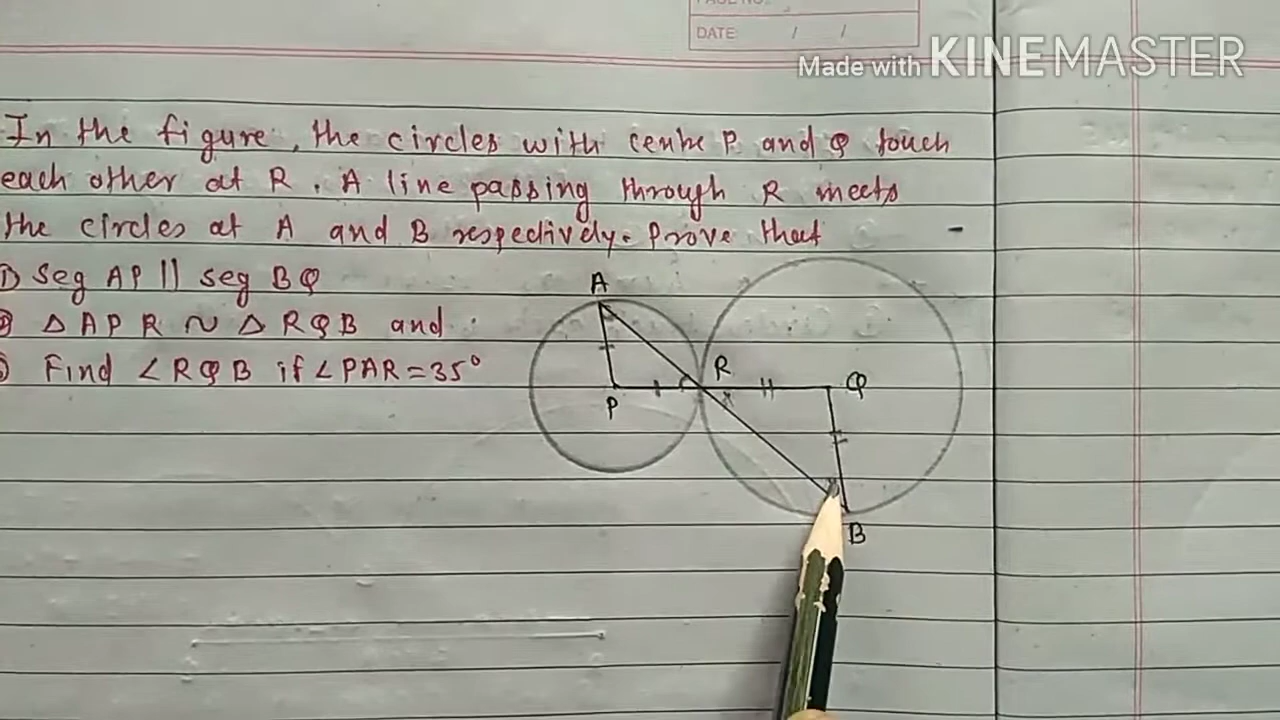 DATE: / /
Made with KINEMASTER
In the figure, the circles with centre P and Q touch
each other at R. A line passing through R meets
the circles at A and B respectively. Prove that -
① Seg AP || seg BQ
② △ APR ~ △ RQB and
③ Find ∠RQB if ∠PAR = 35°
A
R
Q
P
B